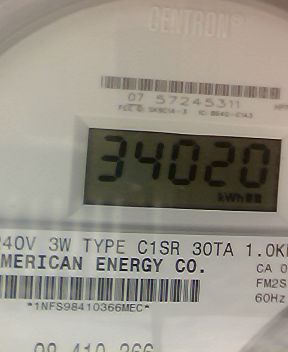 CENTRON®
07 57245311
34020
kWh
240V 3W TYPE C1SR 30TA 1.0K
AMERICAN ENERGY CO.
CA 0
FM2S
60Hz
*1NFS98410366MEC*
98 410 366